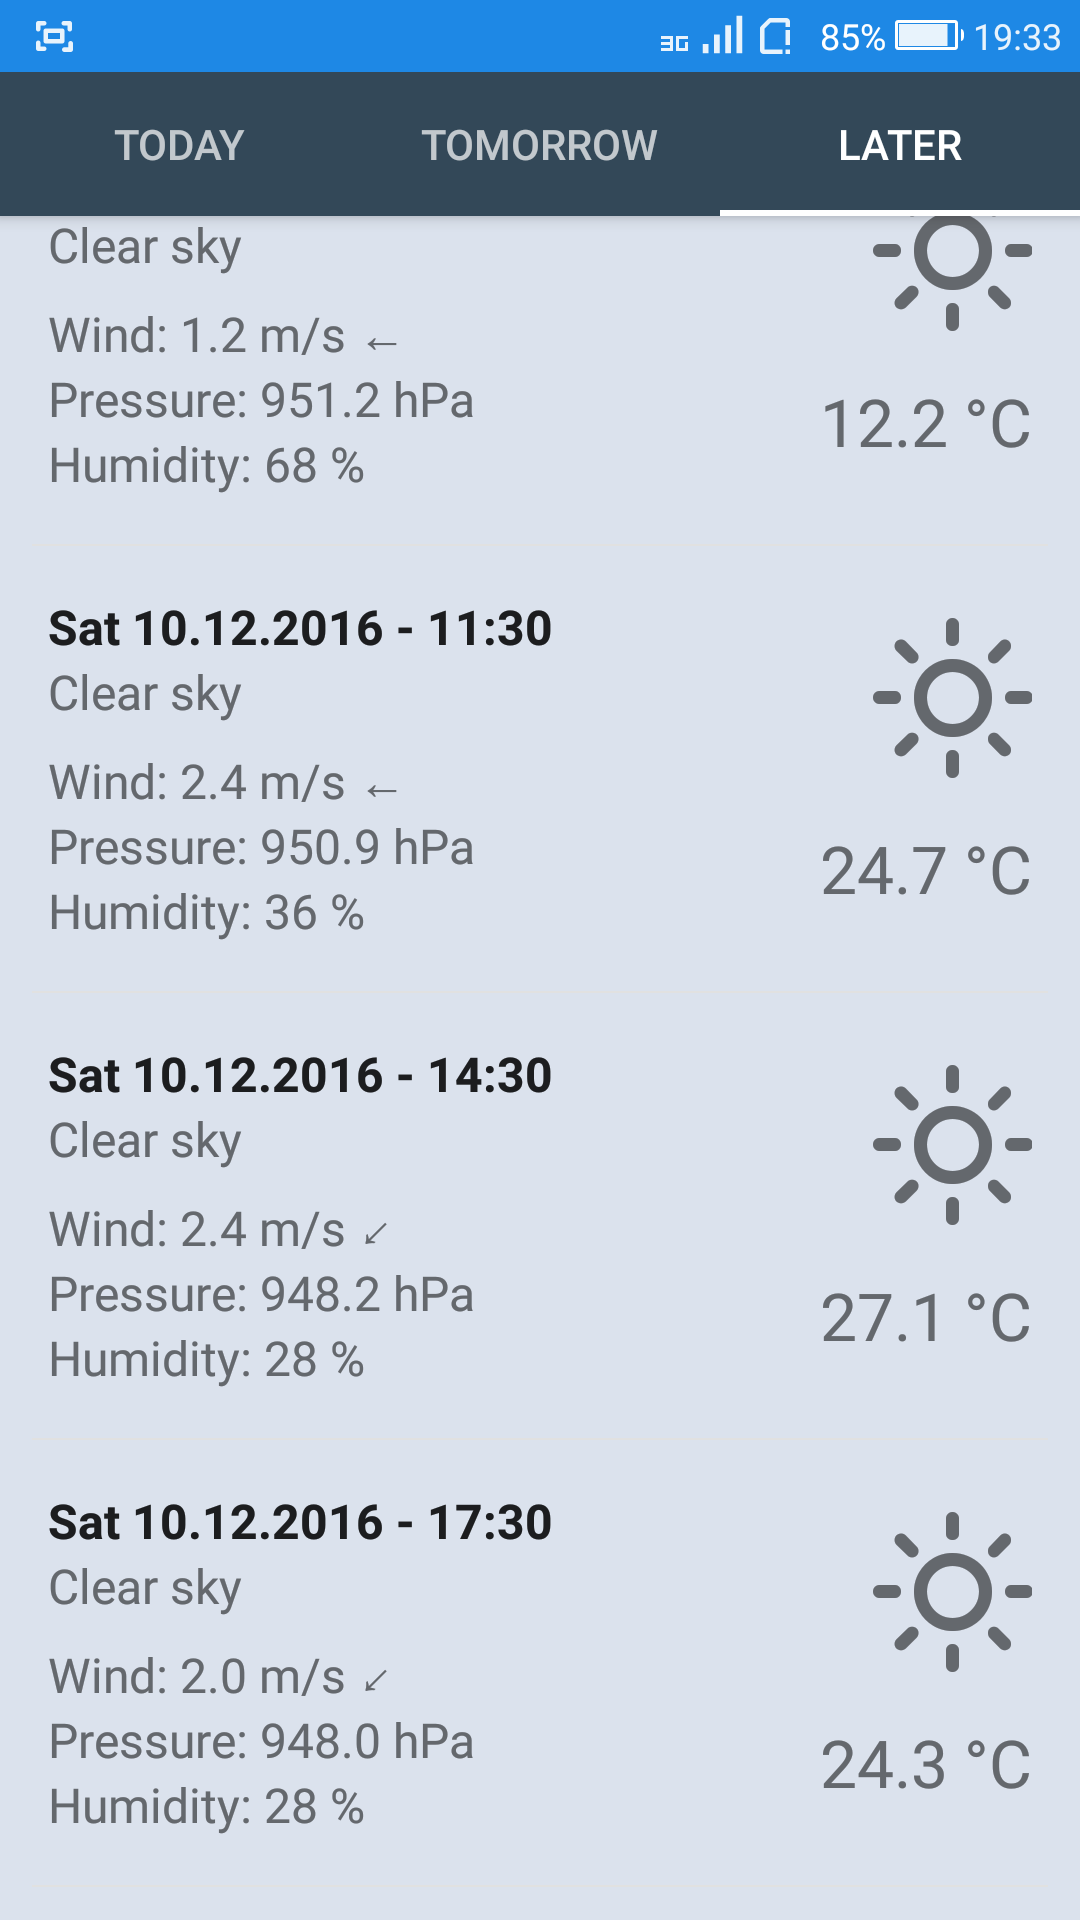 3G 85% 19:33
TODAY TOMORROW LATER
Clear sky
Wind: 1.2 m/s ←
Pressure: 951.2 hPa
12.2 °C
Humidity: 68 %
Sat 10.12.2016 - 11:30
Clear sky
Wind: 2.4 m/s ←
Pressure: 950.9 hPa
24.7 °C
Humidity: 36 %
Sat 10.12.2016 - 14:30
Clear sky
Wind: 2.4 m/s ↙
Pressure: 948.2 hPa
27.1 °C
Humidity: 28 %
Sat 10.12.2016 - 17:30
Clear sky
Wind: 2.0 m/s ↙
Pressure: 948.0 hPa
24.3 °C
Humidity: 28 %